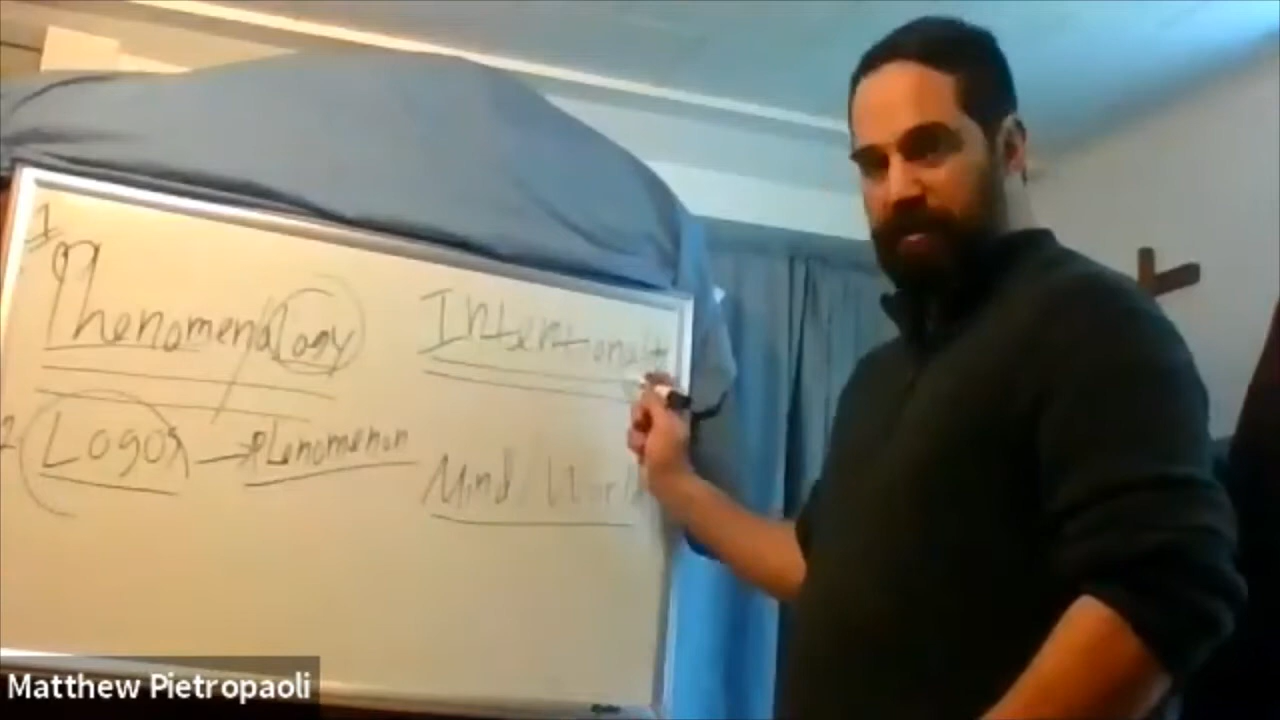 1
Phenomenology
Intentionality
2 Logos → Phenomenon
Mind / World
Matthew Pietropaoli